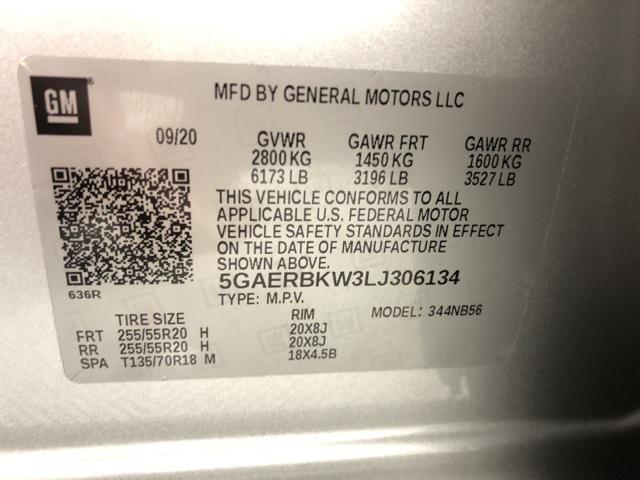 GM
MFD BY GENERAL MOTORS LLC
09/20 GVWR GAWR FRT GAWR RR
2800 KG 1450 KG 1600 KG
6173 LB 3196 LB 3527 LB
THIS VEHICLE CONFORMS TO ALL
APPLICABLE U.S. FEDERAL MOTOR
VEHICLE SAFETY STANDARDS IN EFFECT
ON THE DATE OF MANUFACTURE
SHOWN ABOVE.
5GAERBKW3LJ306134
636R
TYPE: M.P.V. MODEL: 344NB56
TIRE SIZE RIM
FRT 255/55R20 H 20X8J
RR 255/55R20 H 20X8J
SPA T135/70R18 M 18X4.5B